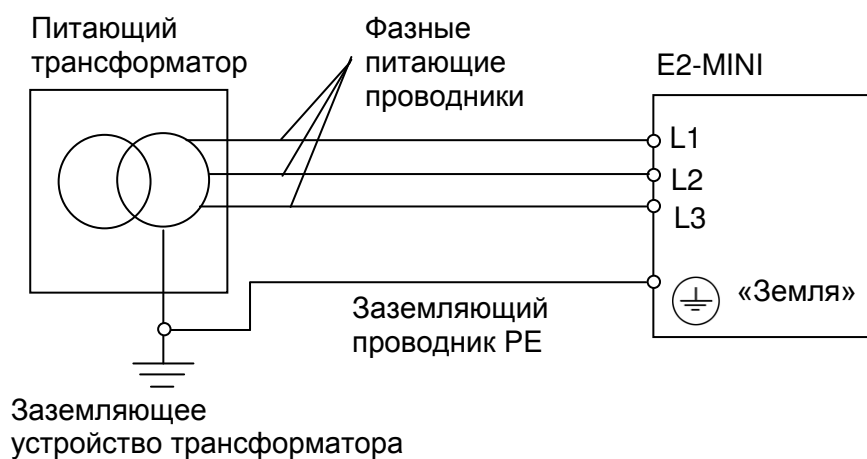 Питающий
трансформатор
Фазные
питающие
проводники
E2-MINI
L1
L2
L3
«Земля»
Заземляющий
проводник PE
Заземляющее
устройство трансформатора